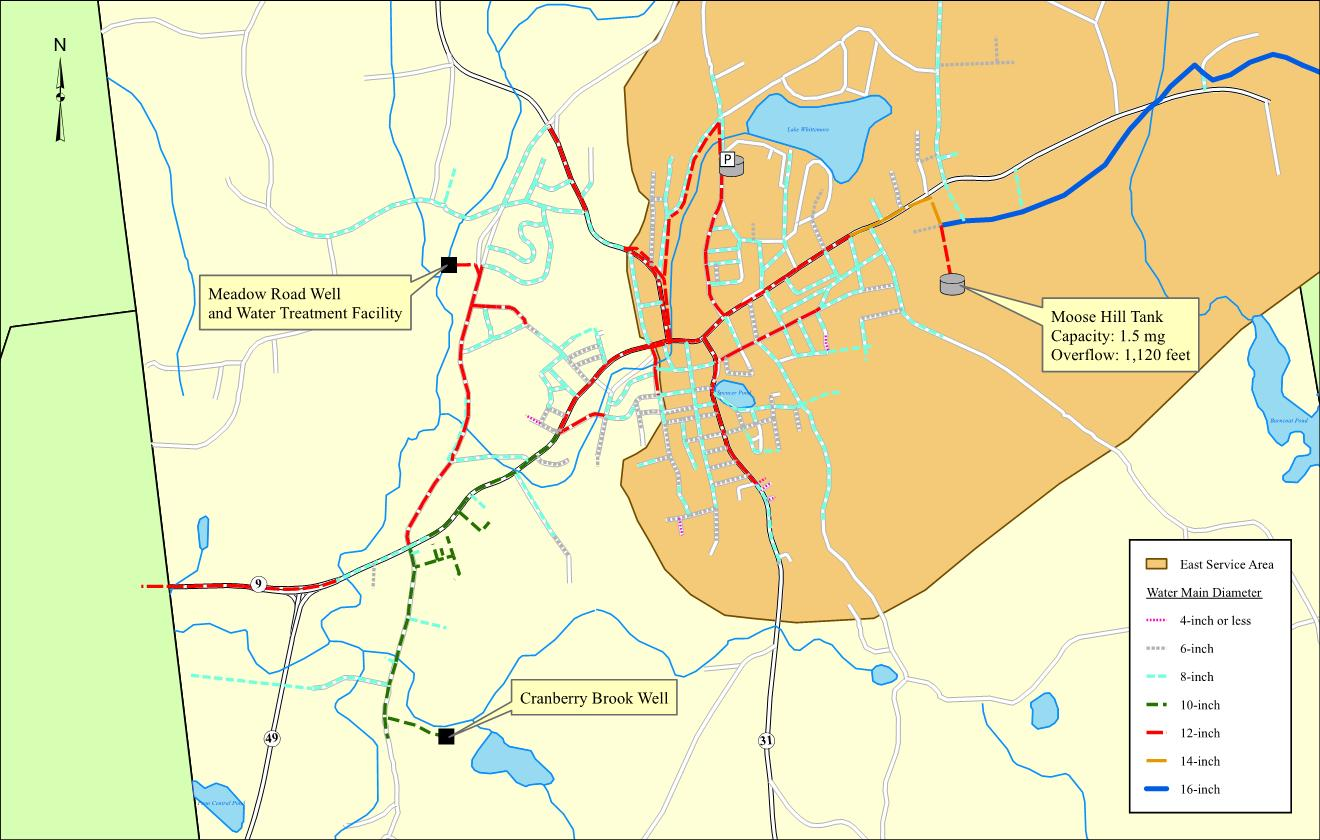 N
P
Lake Whittemore
Meadow Road Well
and Water Treatment Facility
Moose Hill Tank
Capacity: 1.5 mg
Overflow: 1,120 feet
Spencer Pond
Burncoat Pond
9
Cranberry Brook Well
49
31
East Service Area
Water Main Diameter
4-inch or less
6-inch
8-inch
10-inch
12-inch
14-inch
16-inch